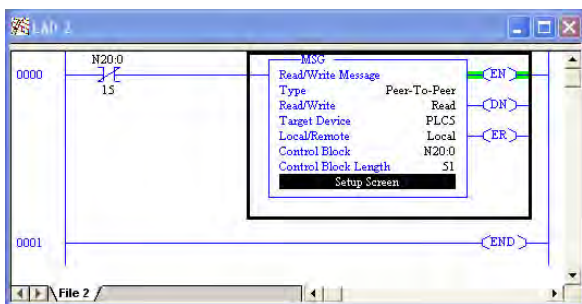 LAD 2
N20:0
MSG
0000
15
Read/Write Message
Type Peer-To-Peer
Read/Write Read
Target Device PLC5
Local/Remote Local
Control Block N20:0
Control Block Length 51
Setup Screen
EN
DN
ER
0001
END
File 2